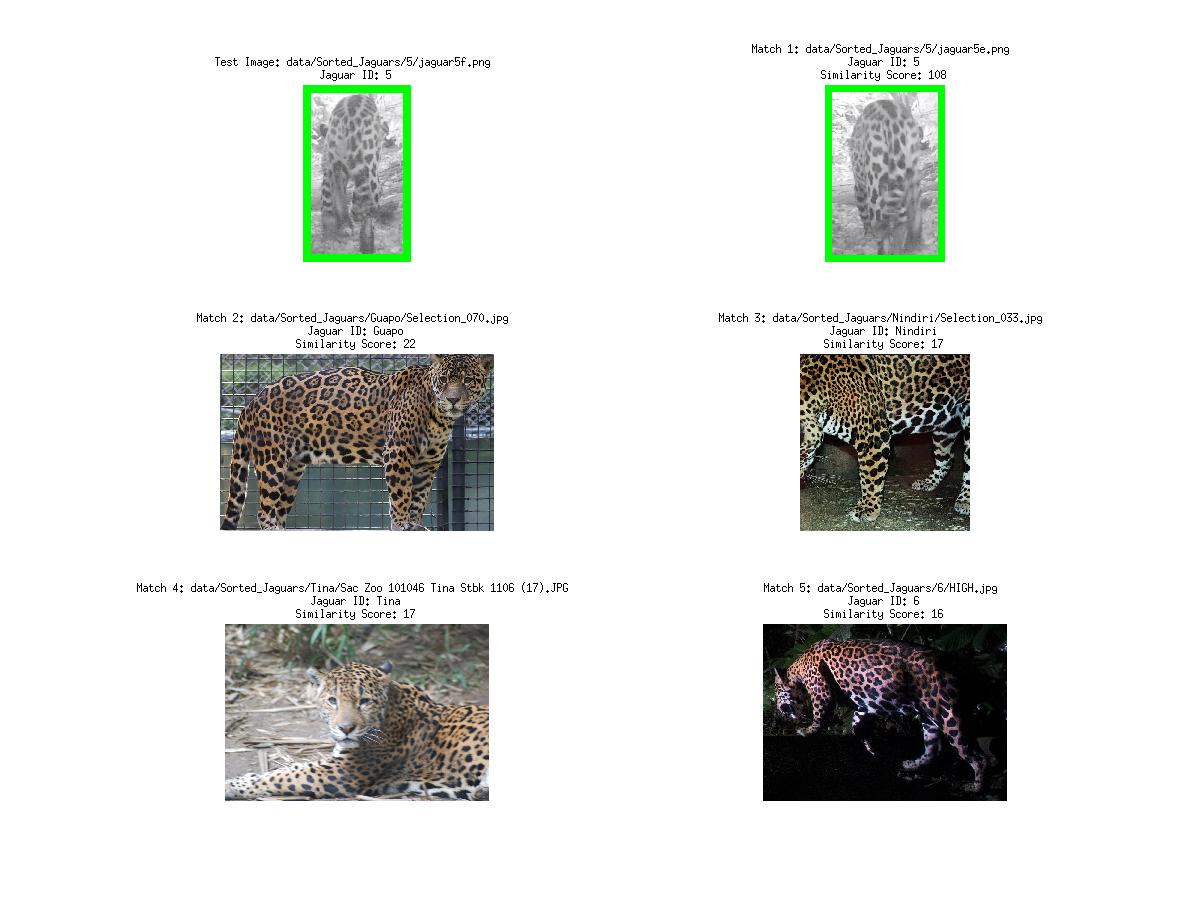 Test Image: data/Sorted_Jaguars/5/jaguar5f.png
Jaguar ID: 5
Match 1: data/Sorted_Jaguars/5/jaguar5e.png
Jaguar ID: 5
Similarity Score: 108
Match 2: data/Sorted_Jaguars/Guapo/Selection_070.jpg
Jaguar ID: Guapo
Similarity Score: 22
Match 3: data/Sorted_Jaguars/Nindiri/Selection_033.jpg
Jaguar ID: Nindiri
Similarity Score: 17
Match 4: data/Sorted_Jaguars/Tina/Sac Zoo 101046 Tina Stbk 1106 (17).JPG
Jaguar ID: Tina
Similarity Score: 17
Match 5: data/Sorted_Jaguars/6/HIGH.jpg
Jaguar ID: 6
Similarity Score: 16